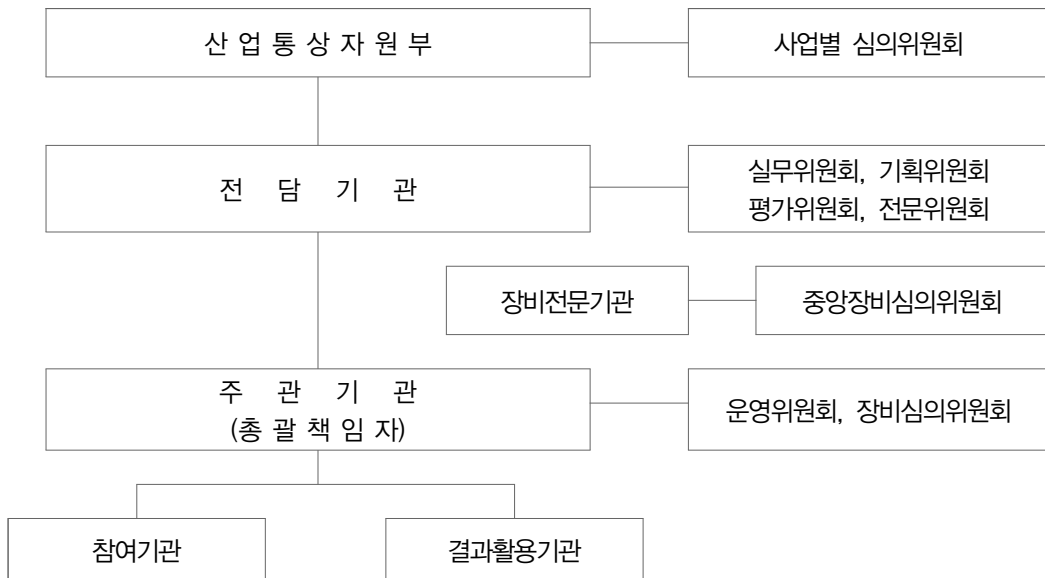 산업통상자원부
사업별 심의위원회
전담기관
실무위원회, 기획위원회
평가위원회, 전문위원회
장비전문기관
중앙장비심의위원회
주관기관
(총괄책임자)
운영위원회, 장비심의위원회
참여기관
결과활용기관